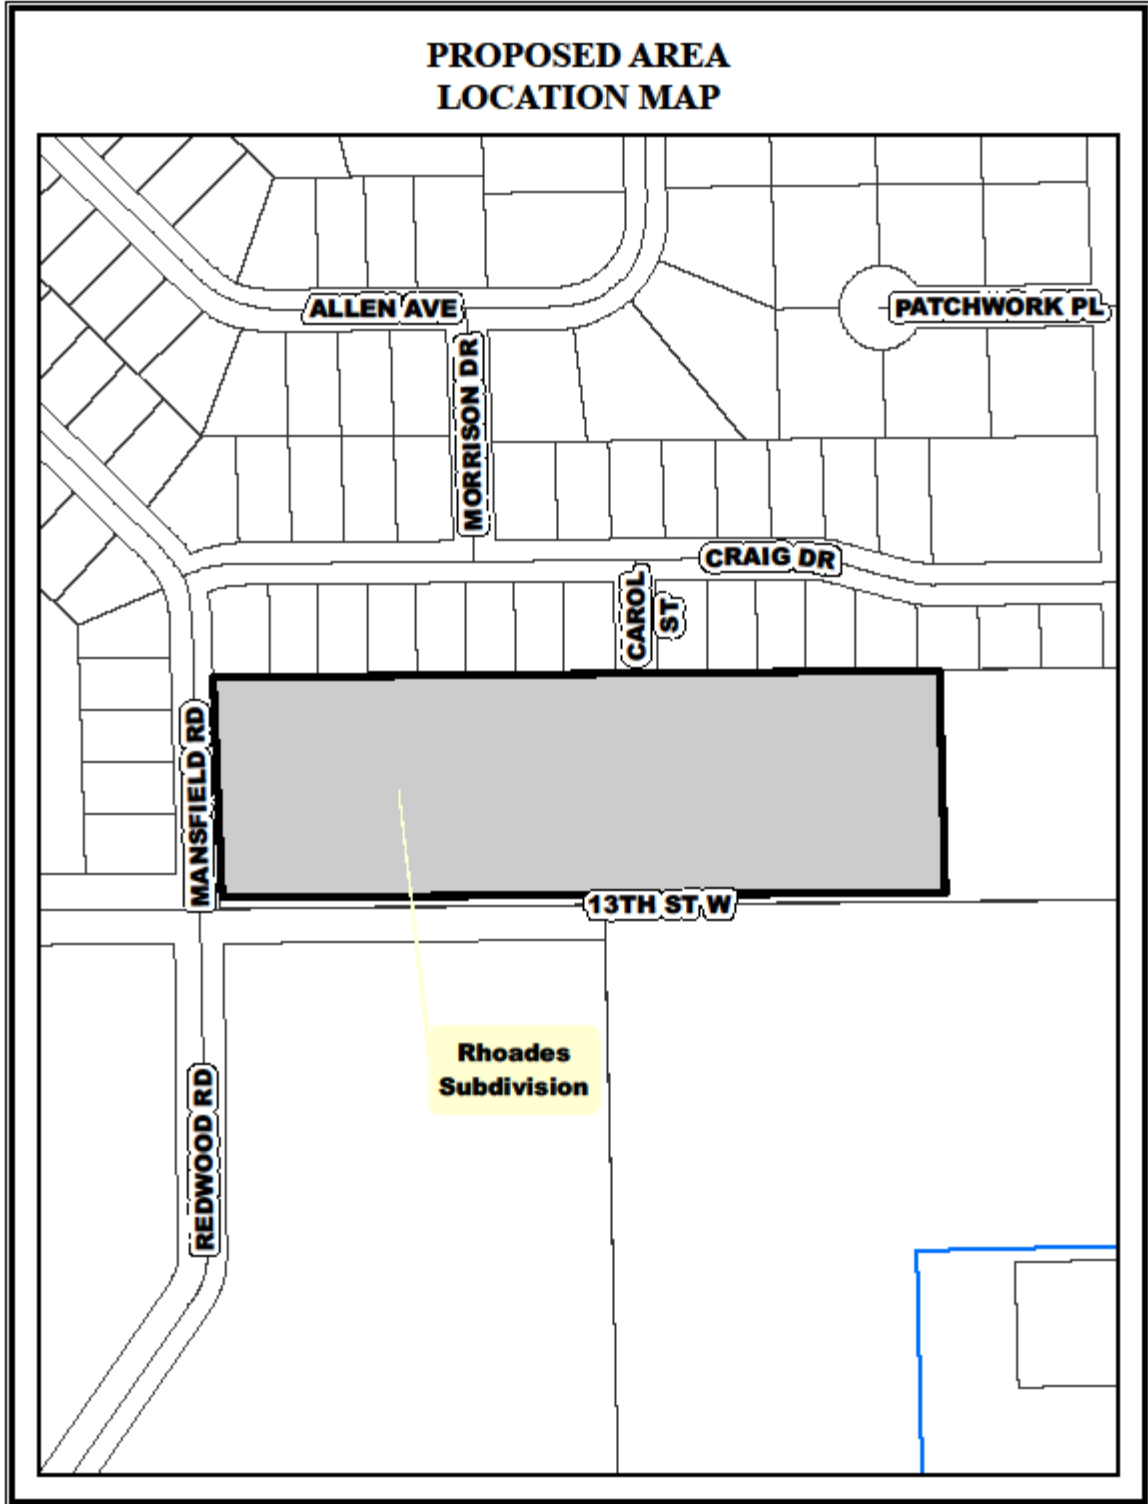 PROPOSED AREA
LOCATION MAP
ALLEN AVE
PATCHWORK PL
MORRISON DR
CRAIG DR
CAROL
ST
MANSFIELD RD
13TH ST W
Rhoades
Subdivision
REDWOOD RD